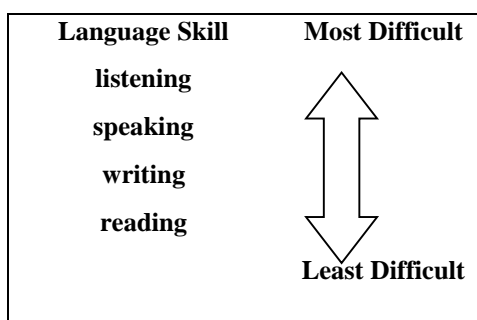 Language Skill Most Difficult
listening
speaking
writing
reading
Least Difficult